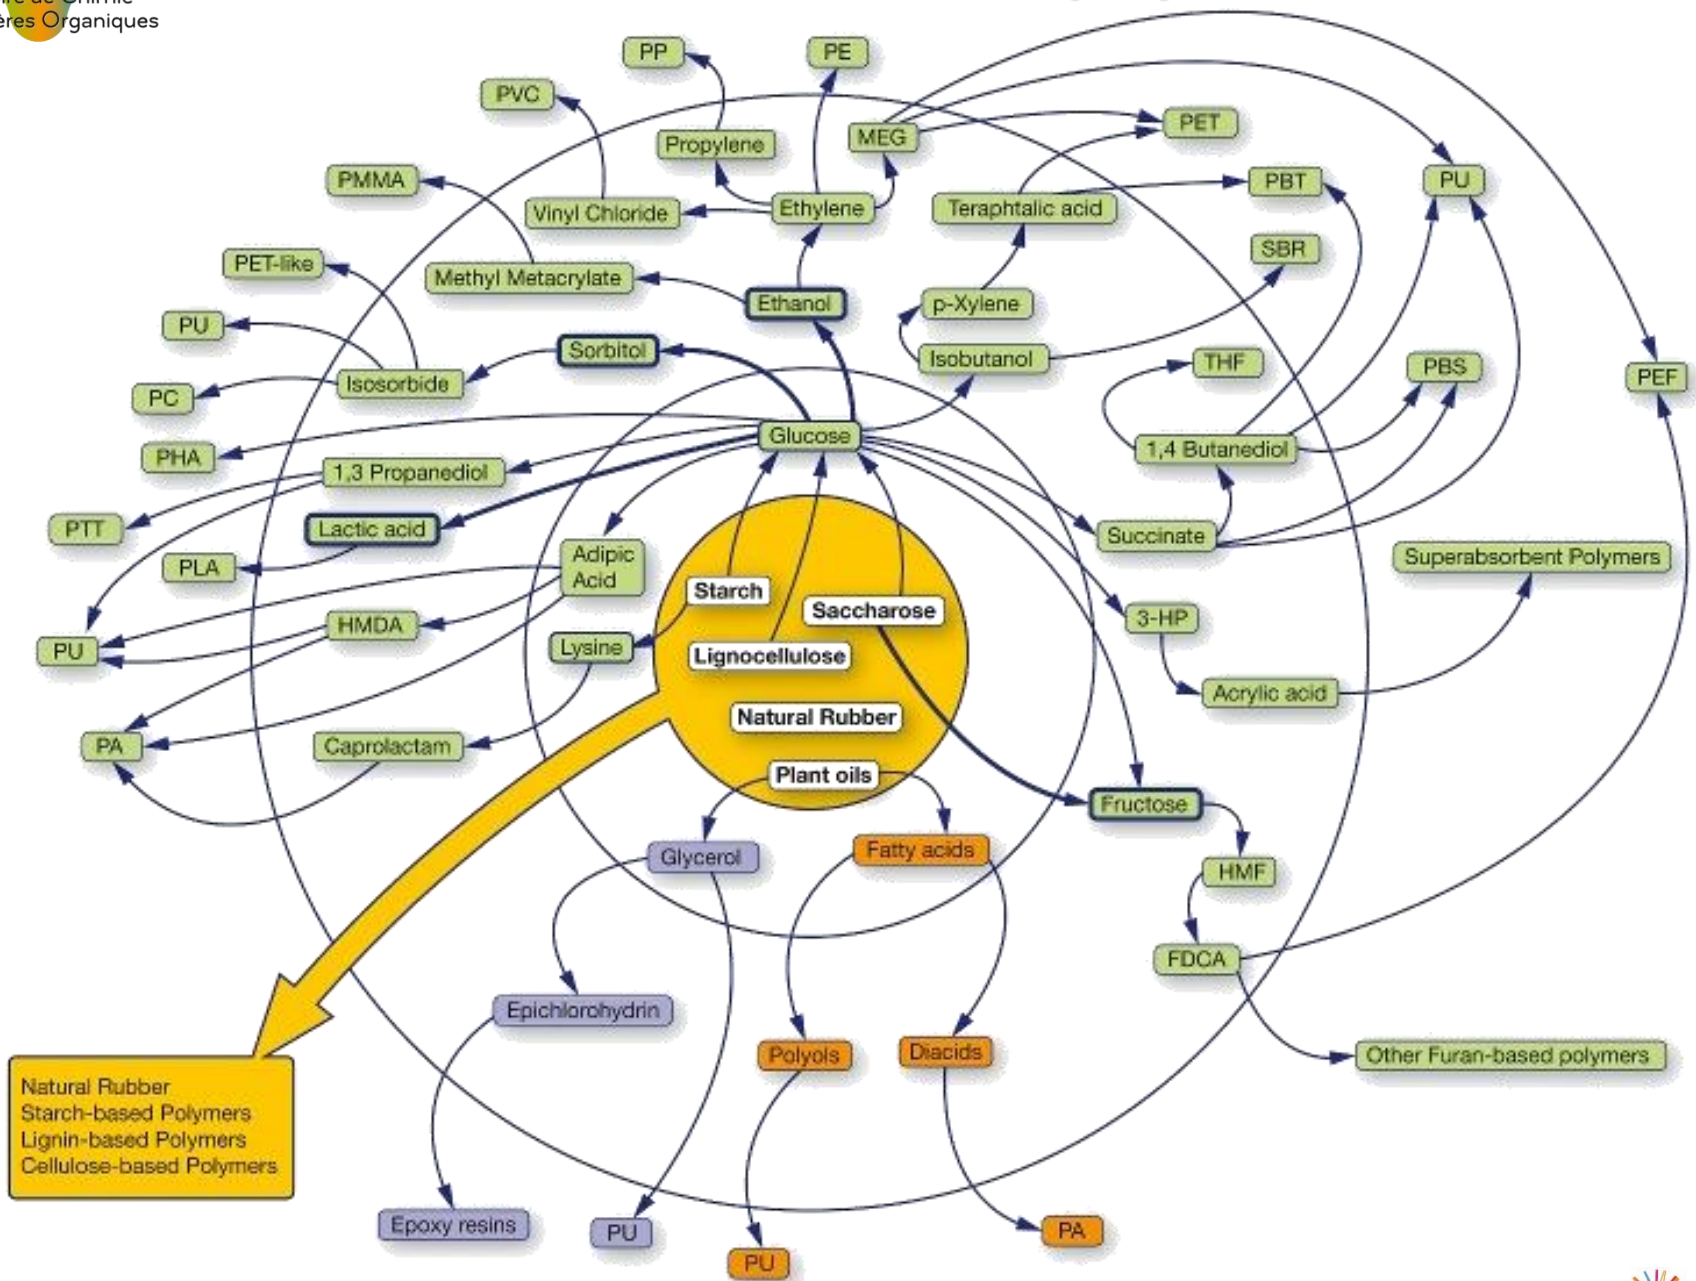 Organiques
PP
PE
PVC
MEG
PET
Propylene
PMMA
PBT
PU
Vinyl Chloride
Ethylene
Teraphtalic acid
SBR
PET-like
Methyl Metacrylate
Ethanol
p-Xylene
PU
Sorbitol
Isobutanol
THF
PBS
PEF
Isosorbide
PC
Glucose
1,4 Butanediol
PHA
1,3 Propanediol
PTT
Lactic acid
Succinate
Superabsorbent Polymers
PLA
Adipic
Acid
Starch
Saccharose
3-HP
HMDA
PU
Lysine
Lignocellulose
Acrylic acid
Natural Rubber
PA
Caprolactam
Plant oils
Fructose
Glycerol
Fatty acids
HMF
FDCA
Epichlorohydrin
Polyols
Diacids
Other Furan-based polymers
Natural Rubber
Starch-based Polymers
Lignin-based Polymers
Cellulose-based Polymers
Epoxy resins
PU
PU
PA